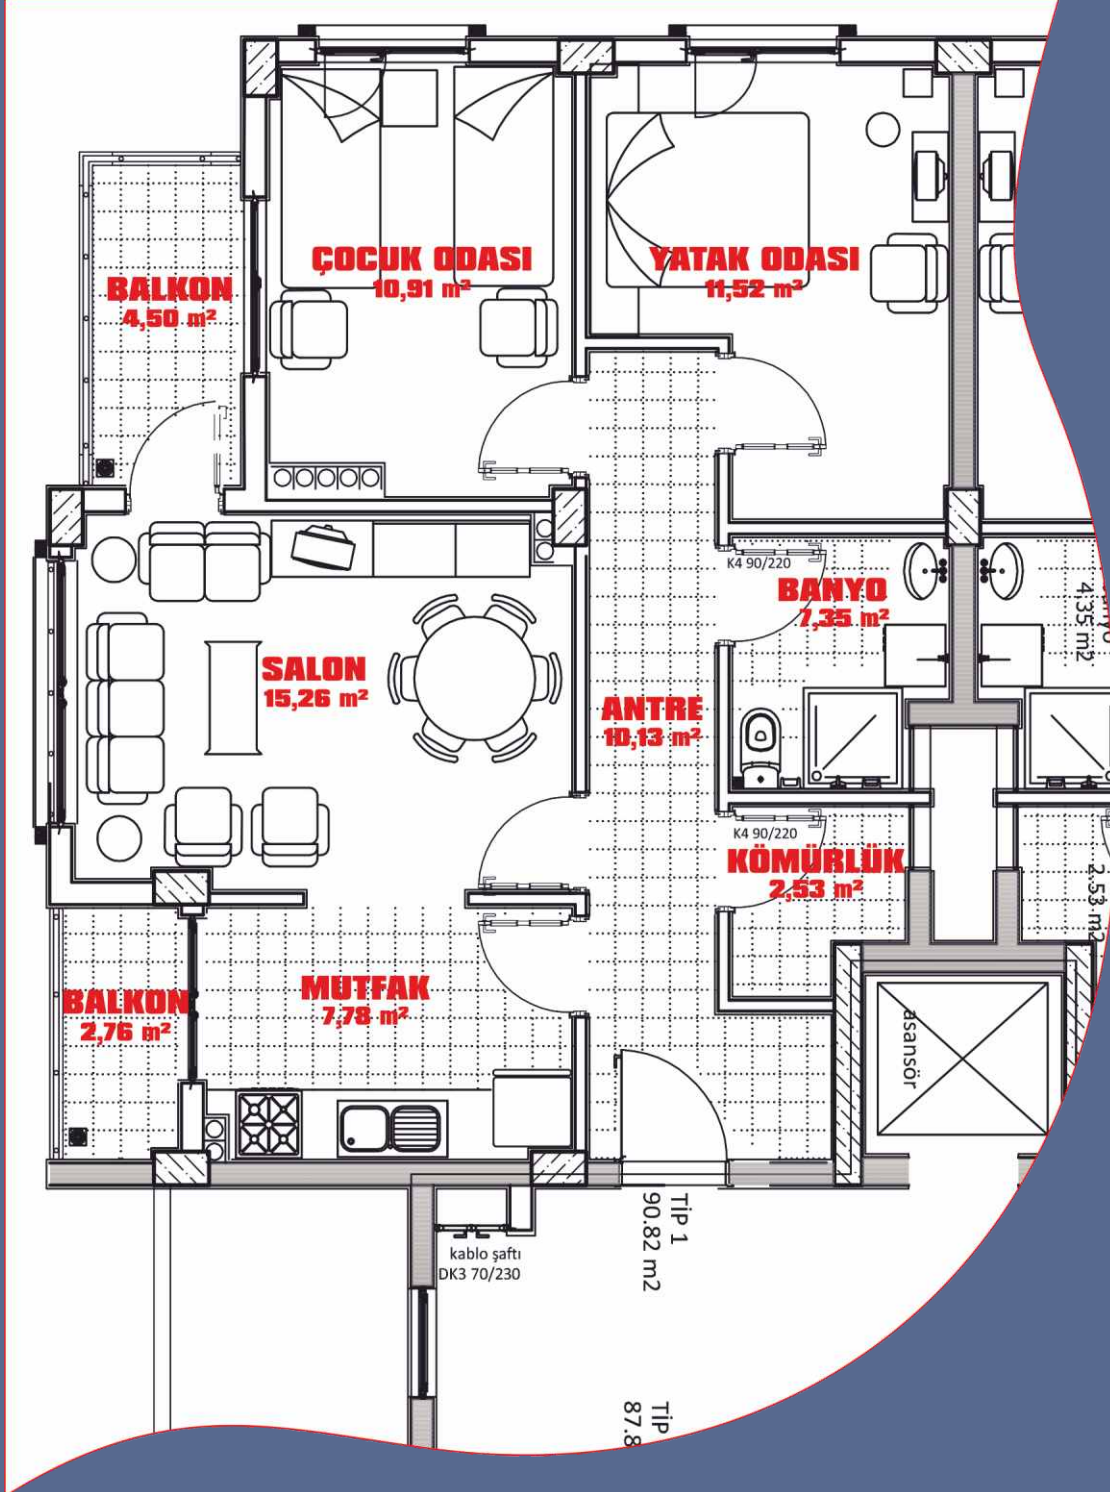 ÇOCUK ODASI
10,91 m²
YATAK ODASI
11,52 m²
BALKON
4,50 m²
K4 90/220
BANYO
7,35 m²
4.35 m2
SALON
15,26 m²
ANTRE
10,13 m²
K4 90/220
KÖMÜRLÜK
2,53 m²
2.53 m2
MUTFAK
7,78 m²
BALKON
2,76 m²
asansör
TİP 1
90.82 m2
kablo şaftı
DK3 70/230
TİP
87.8